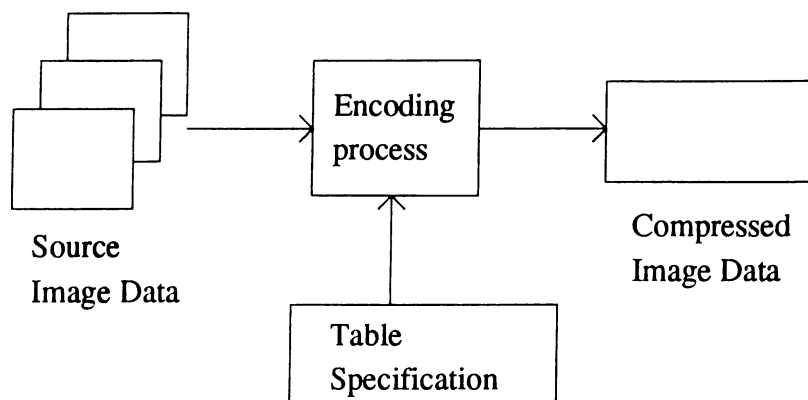 Encoding
process
Source
Image Data
Compressed
Image Data
Table
Specification